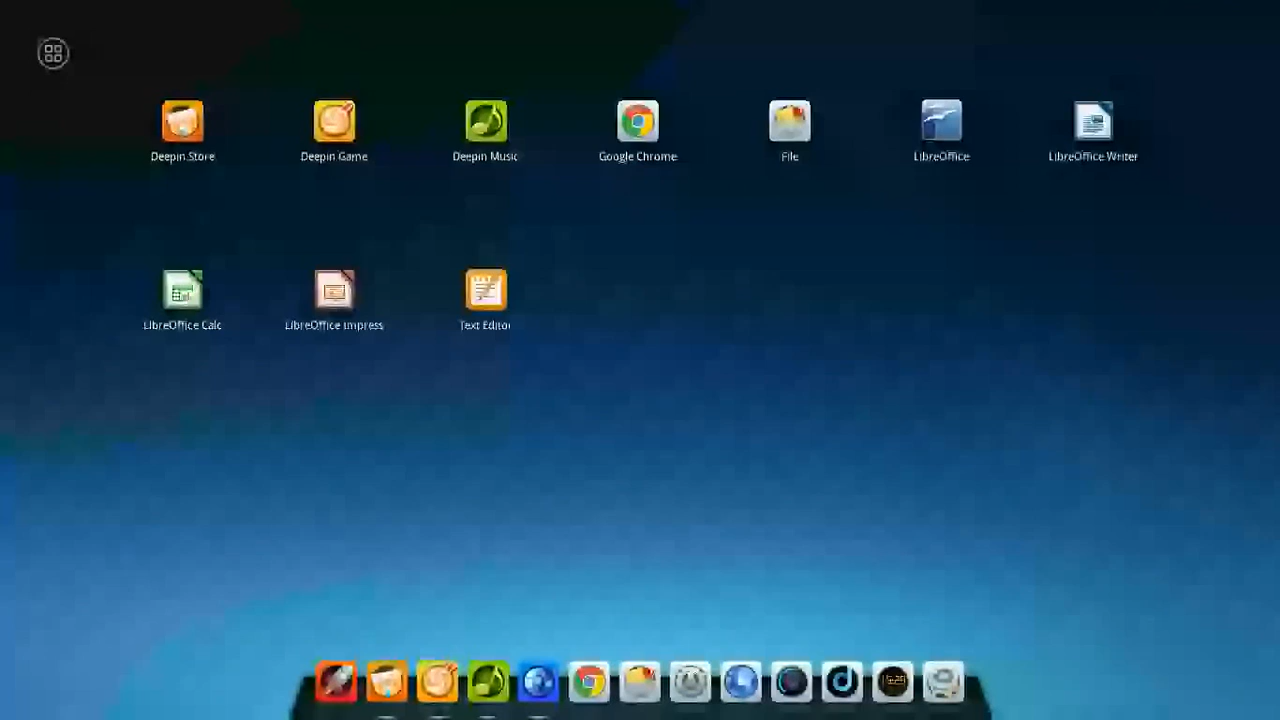 Deepin Store
Deepin Game
Deepin Music
Google Chrome
File
LibreOffice
LibreOffice Writer
LibreOffice Calc
LibreOffice Impress
Text Editor